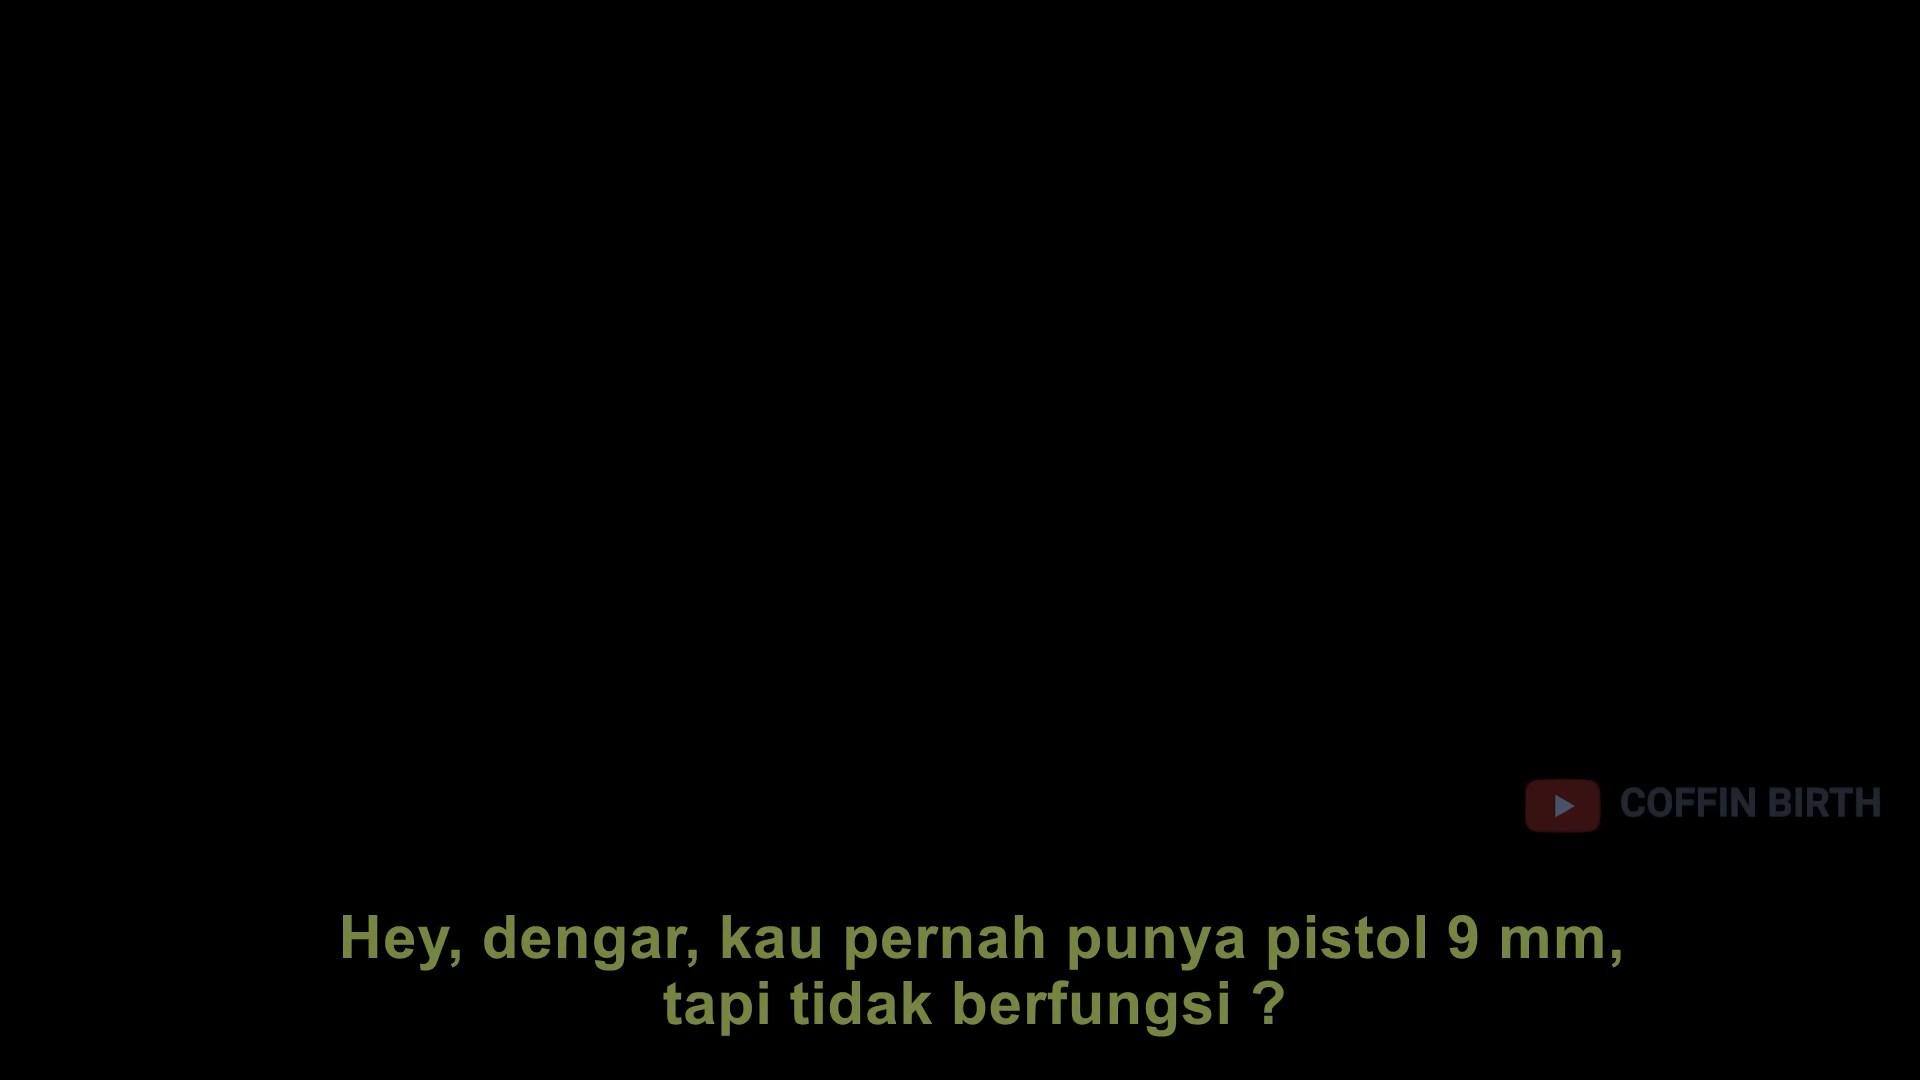 COFFIN BIRTH
Hey, dengar, kau pernah punya pistol 9 mm,
tapi tidak berfungsi ?